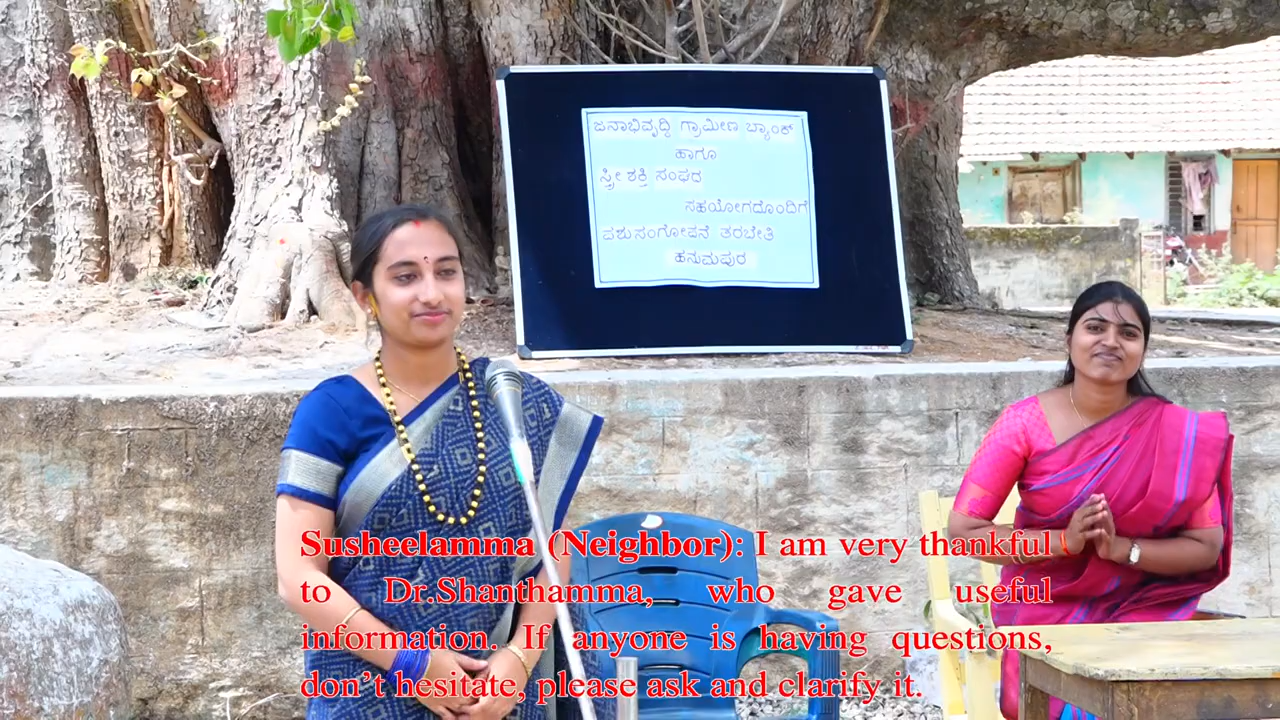 ಜನಾಭಿವೃದ್ಧಿ ಗ್ರಾಮೀಣ ಬ್ಯಾಂಕ್
ಹಾಗೂ
ಸ್ತ್ರೀ ಶಕ್ತಿ ಸಂಘದ
ಸಹಯೋಗದೊಂದಿಗೆ
ಪಶುಸಂಗೋಪನೆ ತರಬೇತಿ
ಹನುಮಪುರ
Susheelamma (Neighbor): I am very thankful
to Dr.Shanthamma, who gave useful
information. If anyone is having questions,
don't hesitate, please ask and clarify it.